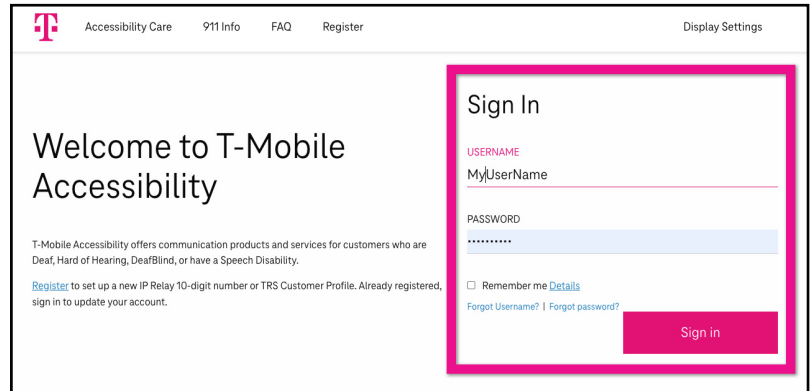 T Accessibility Care 911 Info FAQ Register Display Settings
Welcome to T-Mobile
Accessibility
T-Mobile Accessibility offers communication products and services for customers who are
Deaf, Hard of Hearing, DeafBlind, or have a Speech Disability.
Register to set up a new IP Relay 10-digit number or TRS Customer Profile. Already registered,
sign in to update your account.
Sign In
USERNAME
MyUserName
PASSWORD
••••••••••
Remember me Details
Forgot Username? | Forgot password?
Sign in